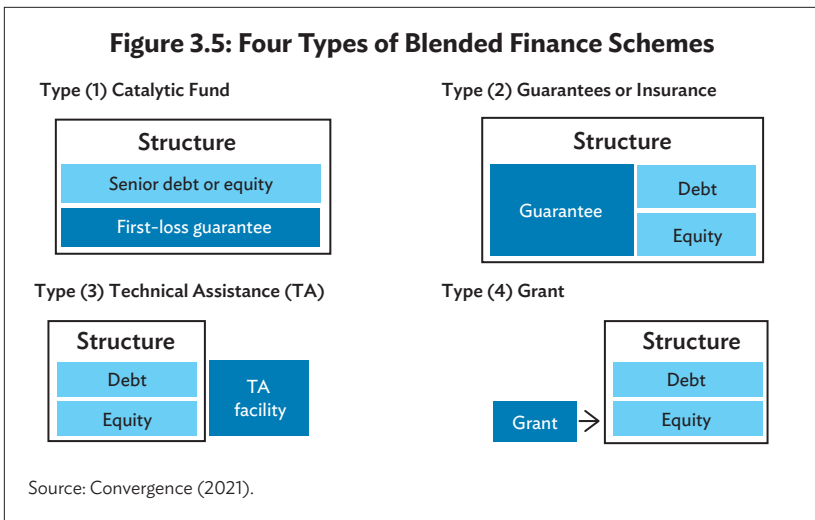 Figure 3.5: Four Types of Blended Finance Schemes
Type (1) Catalytic Fund
Structure
Senior debt or equity
First-loss guarantee
Type (2) Guarantees or Insurance
Structure
Guarantee
Debt
Equity
Type (3) Technical Assistance (TA)
Structure
Debt
Equity
TA
facility
Type (4) Grant
Grant
Structure
Debt
Equity
Source: Convergence (2021).